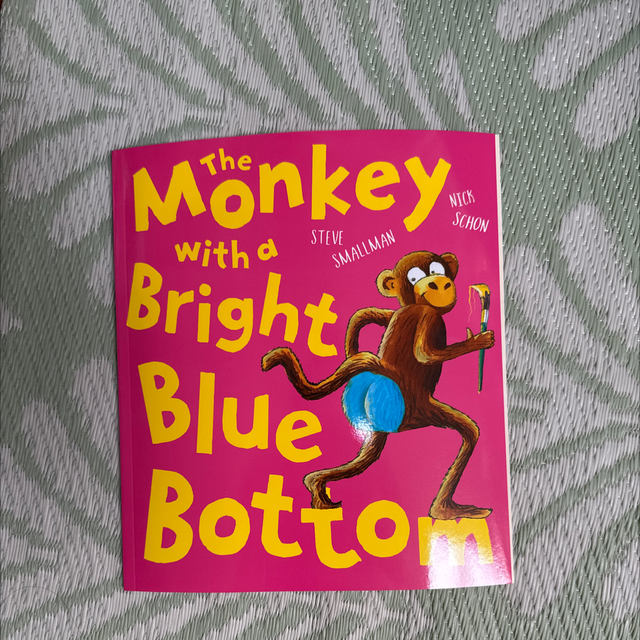 The
Monkey
with a
Bright
Blue
Bottom
STEVE
SMALLMAN
NICK
SCHON